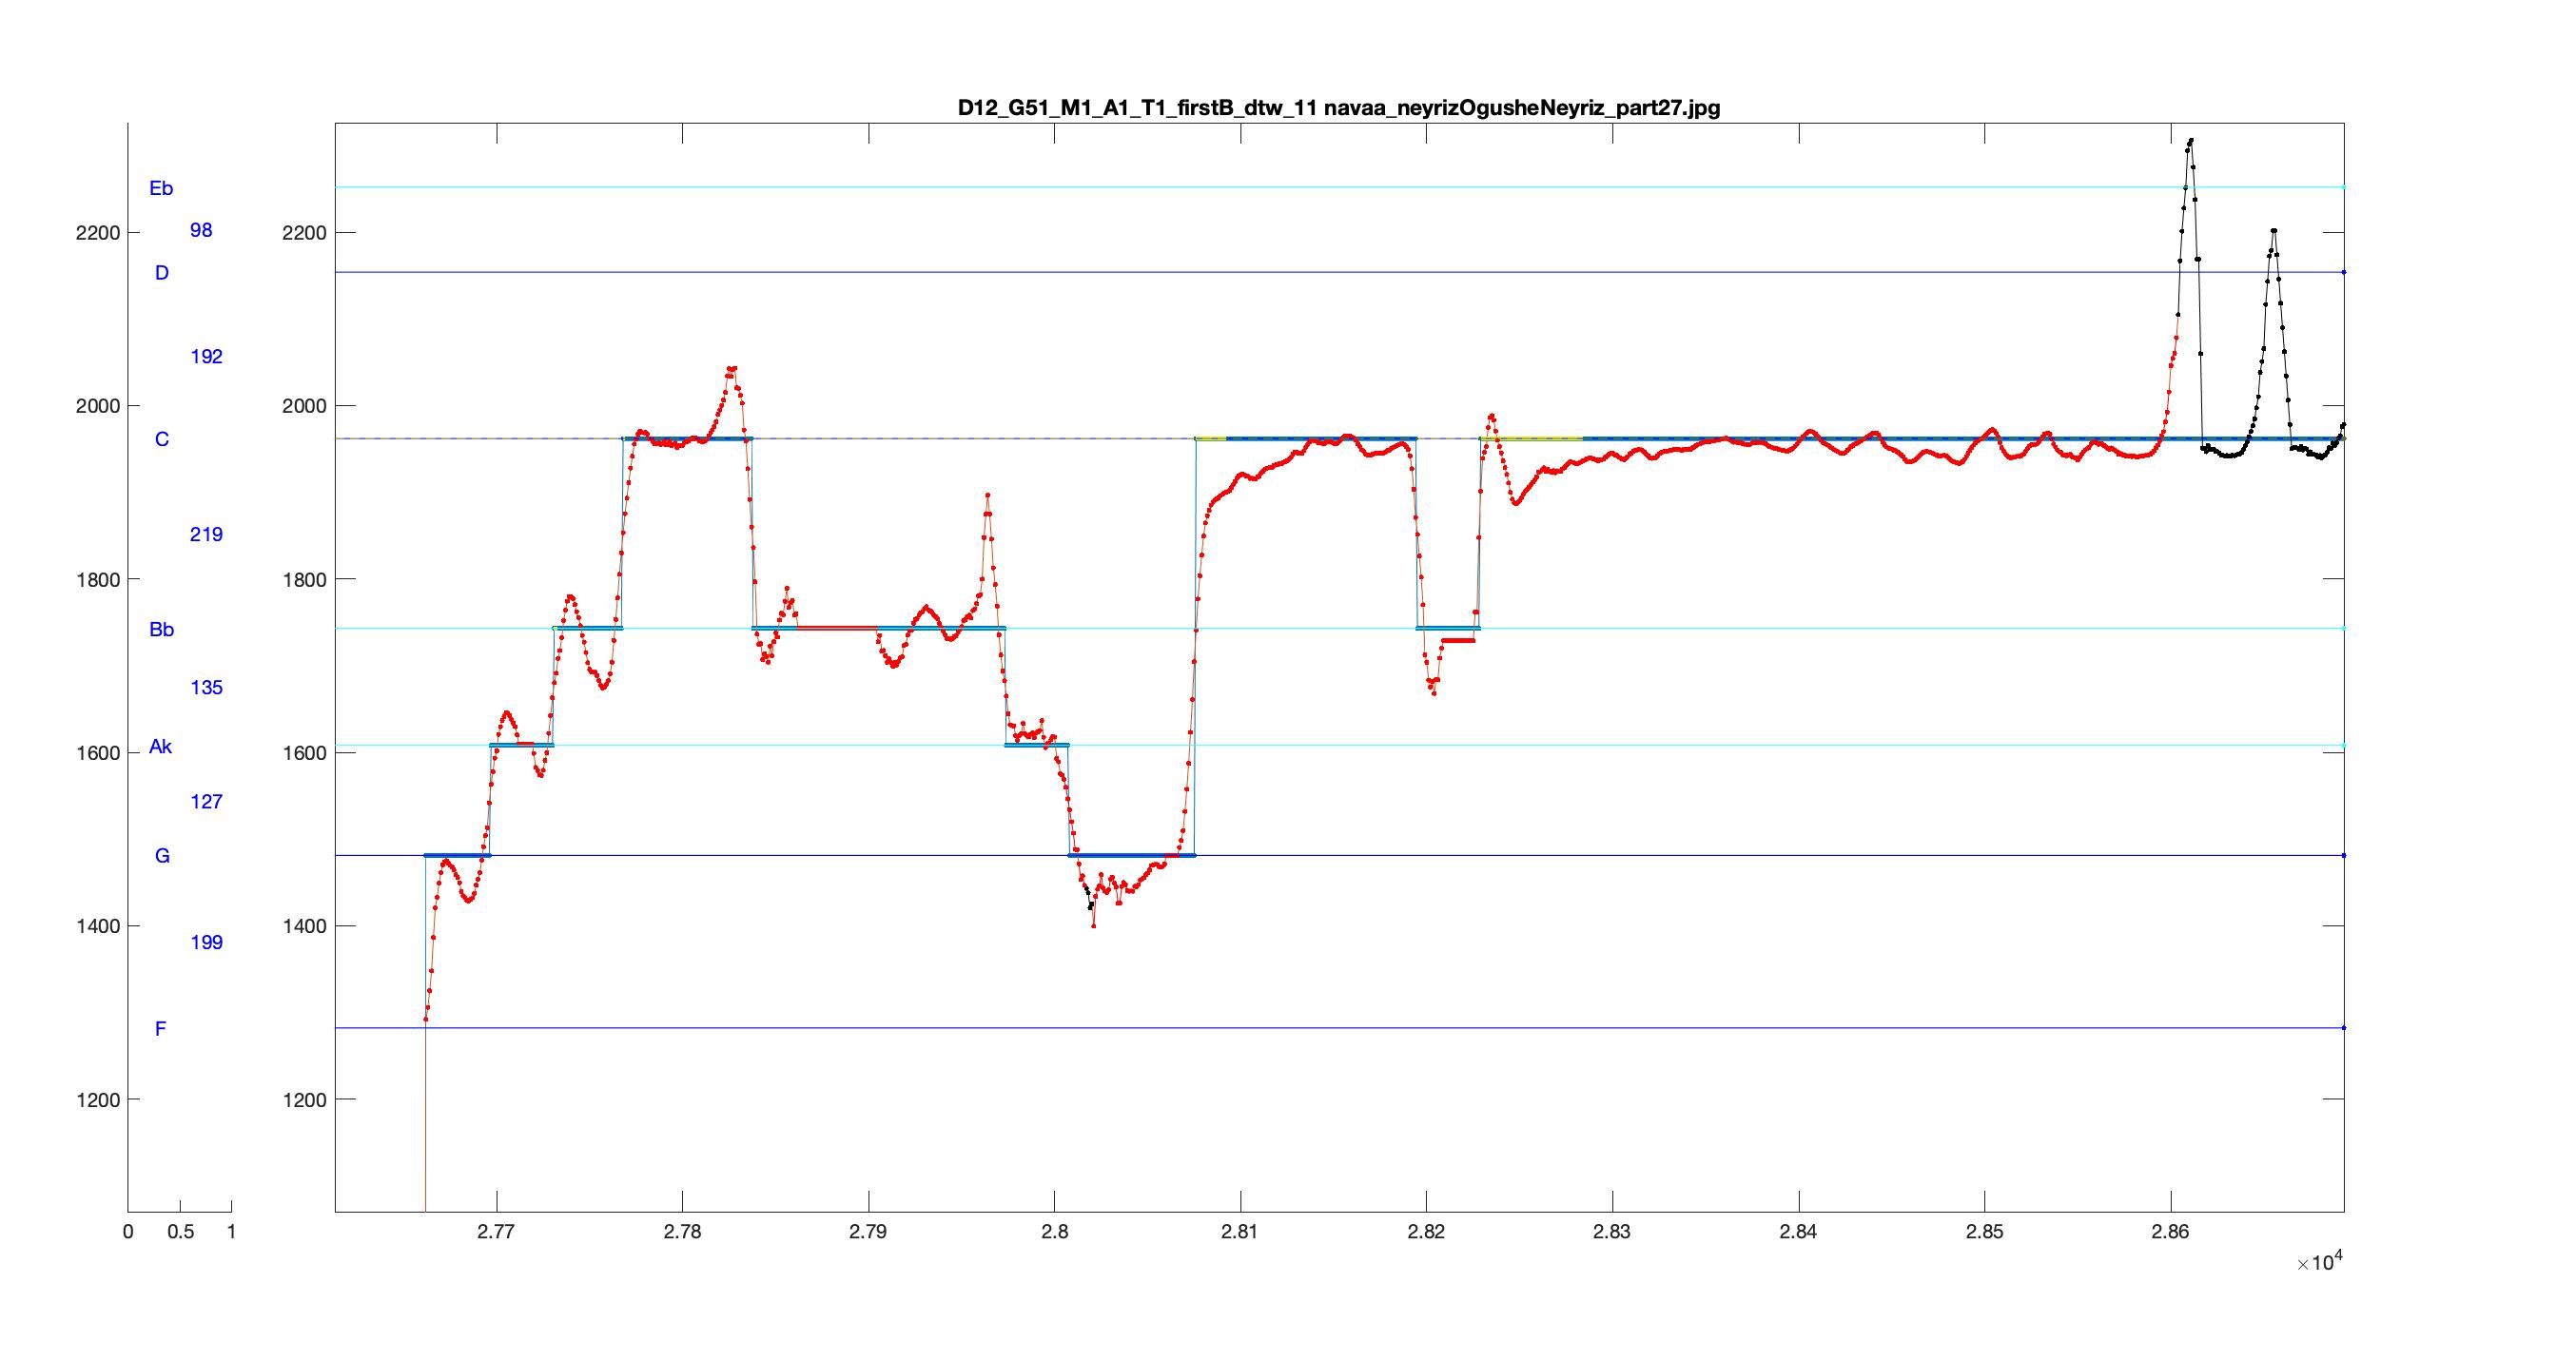 D12_G51_M1_A1_T1_firstB_dtw_11 navaa_neyrizOgusheNeyriz_part27.jpg
Eb
2200 98 2200
D
192
2000 2000
C
219
1800 1800
Bb
135
1600 Ak 1600
127
G
1400 199 1400
F
1200 1200
0 0.5 1 2.77 2.78 2.79 2.8 2.81 2.82 2.83 2.84 2.85 2.86
×10^4